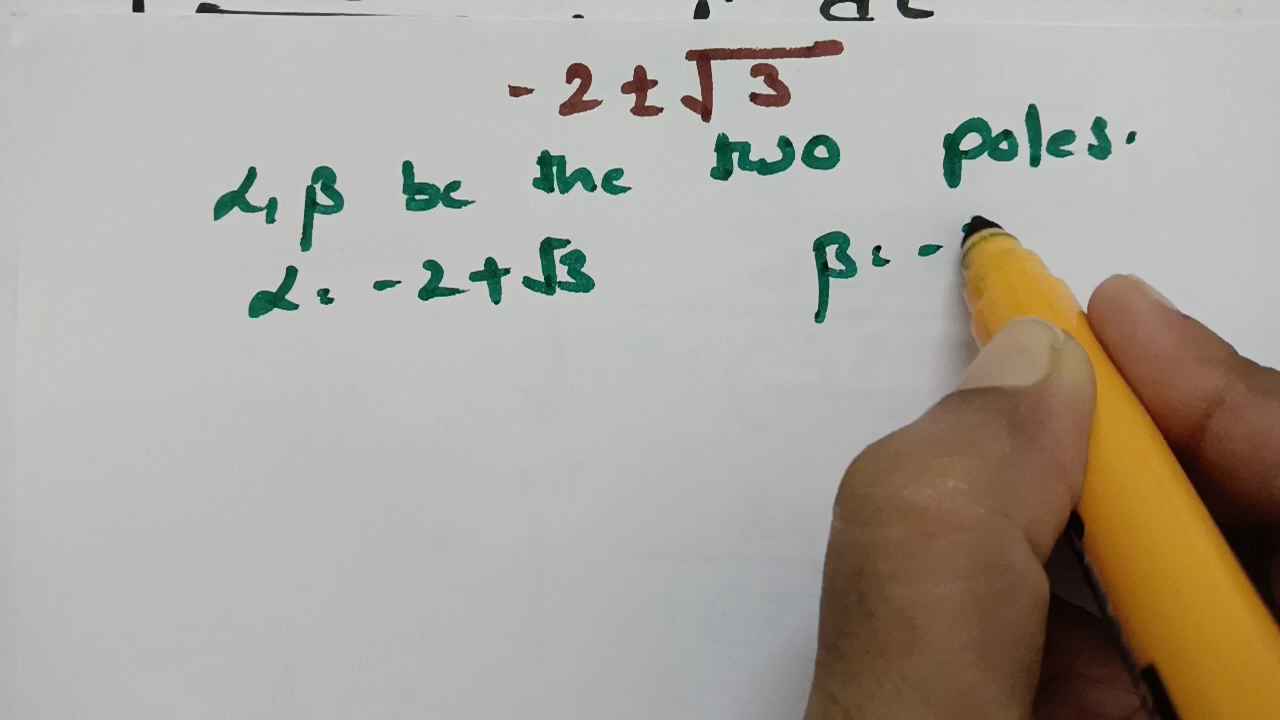 -2 ± √3
α, β be the two poles.
α = -2 + √3 β = -